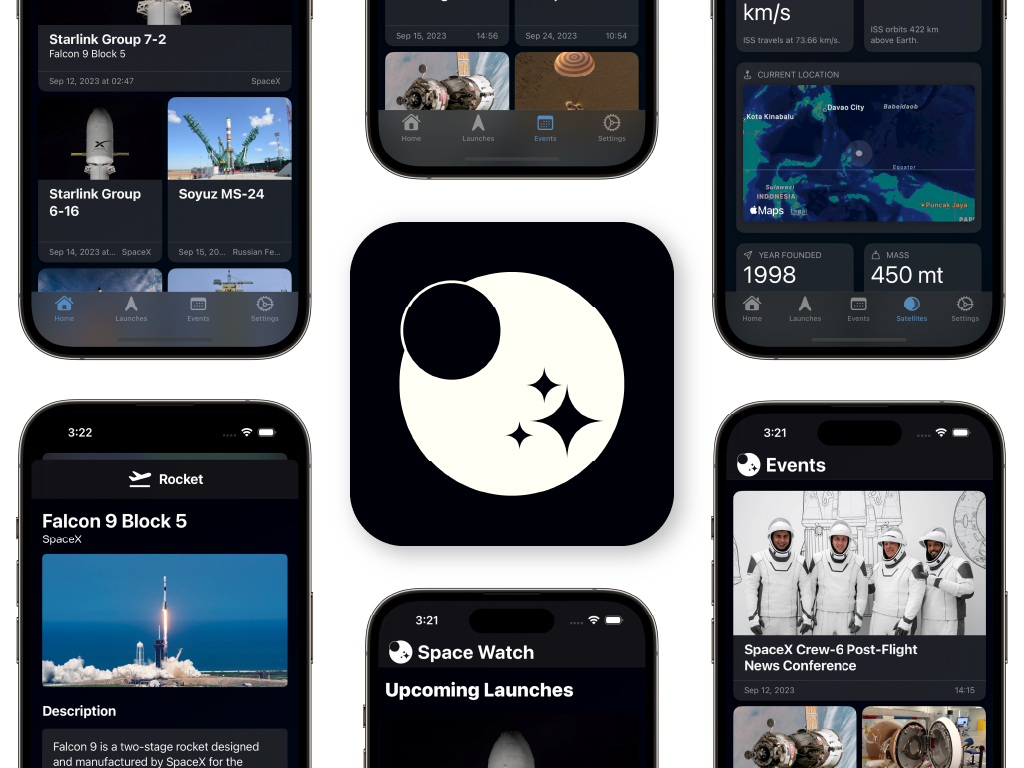 Starlink Group 7-2
Falcon 9 Block 5
Sep 12, 2023 at 02:47 SpaceX
Starlink Group
6-16
Sep 14, 2023 at... SpaceX
Soyuz MS-24
Sep 15, 20... Russian Fe...
Home Launches Events Settings
Sep 15, 2023 14:56
Sep 24, 2023 10:54
Home Launches Events Settings
km/s
ISS travels at 73.66 km/s.
ISS orbits 422 km
above Earth.
CURRENT LOCATION
Davao City
Babeldaob
Kota Kinabalu
Equator
Sulawesi
INDONESIA
Puncak Jaya
Maps Legal
PAP
YEAR FOUNDED
1998
MASS
450 mt
Home Launches Events Satellites Settings
3:22
Rocket
Falcon 9 Block 5
SpaceX
Description
Falcon 9 is a two-stage rocket designed
and manufactured by SpaceX for the
3:21
Space Watch
Upcoming Launches
3:21
Events
SpaceX Crew-6 Post-Flight
News Conference
Sep 12, 2023 14:15